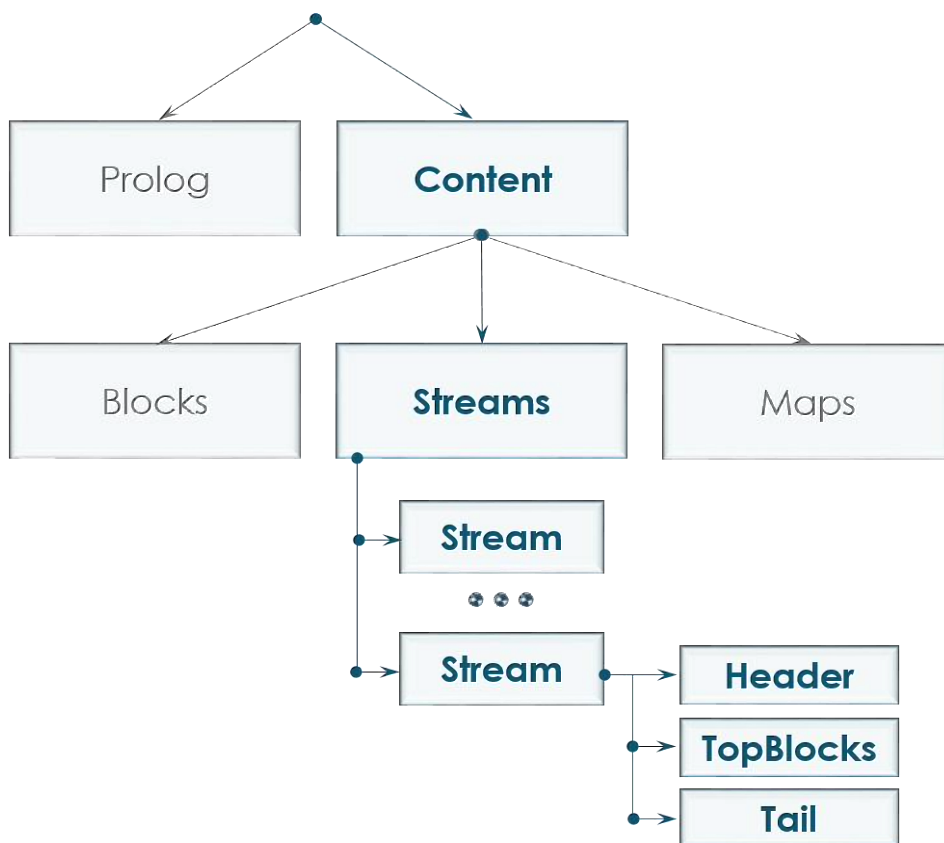 Prolog
Content
Blocks
Streams
Maps
Stream
Stream
Header
TopBlocks
Tail